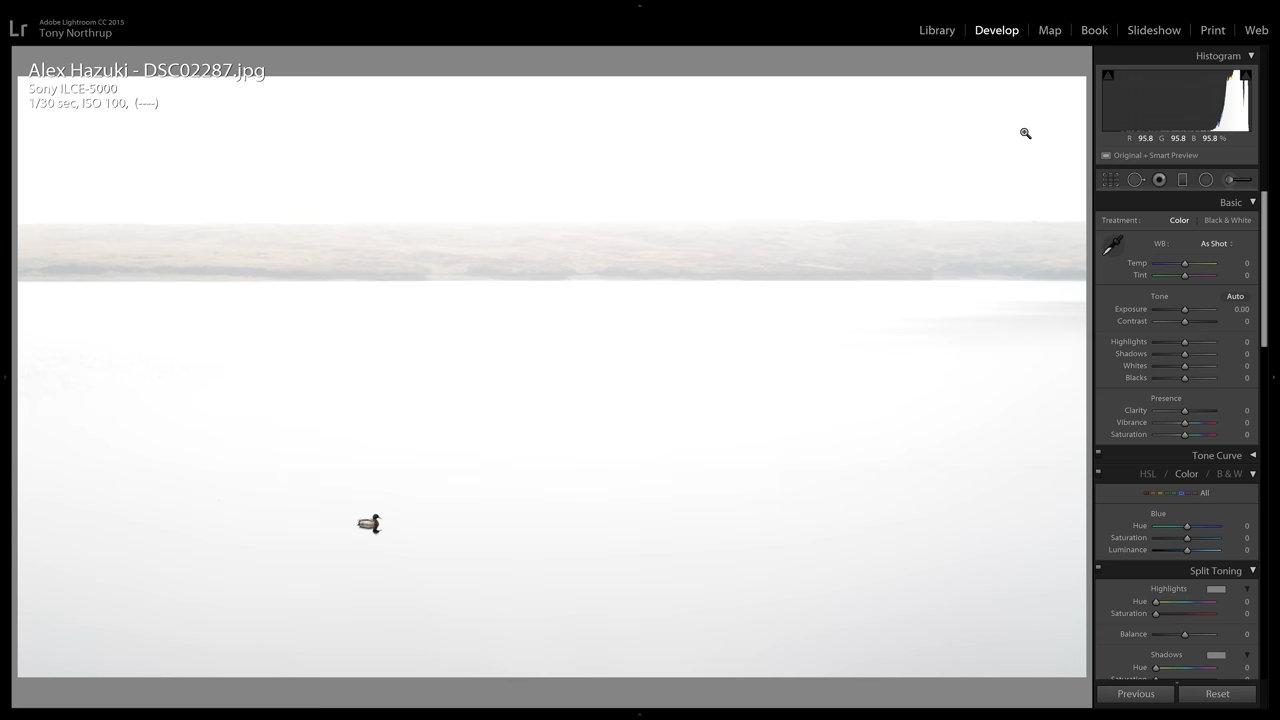 Lr Adobe Lightroom CC 2015
Tony Northrup
Library | Develop | Map | Book | Slideshow | Print | Web
Alex Hazuki - DSC02287.jpg
Sony ILCE-5000
1/30 sec, ISO 100, (----)
Histogram
R 95.8 G 95.8 B 95.8 %
Original + Smart Preview
Basic
Treatment : Color | Black & White
WB : As Shot
Temp 0
Tint 0
Tone Auto
Exposure 0.00
Contrast 0
Highlights 0
Shadows 0
Whites 0
Blacks 0
Presence
Clarity 0
Vibrance 0
Saturation 0
Tone Curve
HSL / Color / B & W
All
Blue
Hue 0
Saturation 0
Luminance 0
Split Toning
Highlights
Hue 0
Saturation 0
Balance 0
Shadows
Hue 0
Saturation 0
Previous Reset